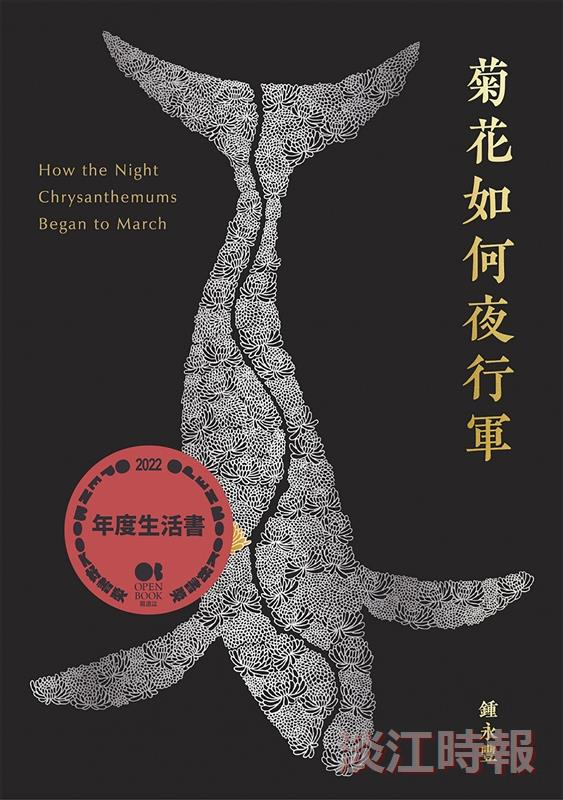 菊花如何夜行軍
How the Night
Chrysanthemums
Began to March
2022
年度生活書
OPEN
BOOK
閱讀誌
鍾永豐
淡江時報